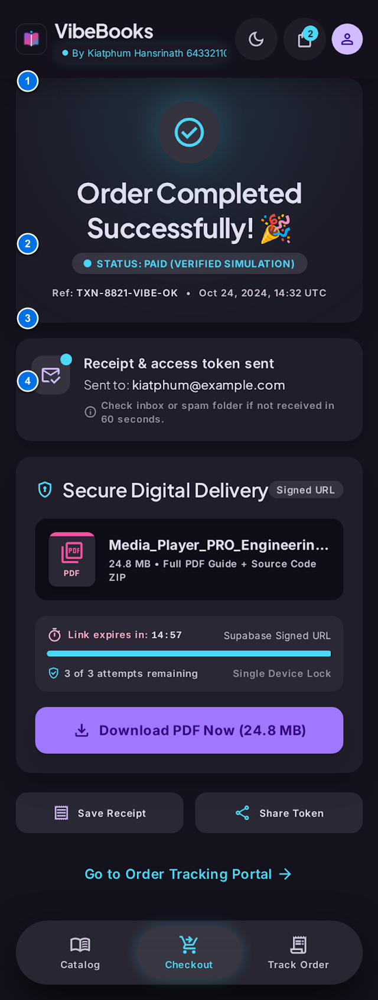 VibeBooks
By Kiatphum Hansrinath 6433211
2
1
Order Completed
Successfully! 🎉
2
STATUS: PAID (VERIFIED SIMULATION)
Ref: TXN-8821-VIBE-OK • Oct 24, 2024, 14:32 UTC
3
Receipt & access token sent
4
Sent to: kiatphum@example.com
Check inbox or spam folder if not received in
60 seconds.
Secure Digital Delivery
Signed URL
PDF
PDF
Media_Player_PRO_Engineerin...
24.8 MB • Full PDF Guide + Source Code
ZIP
Link expires in: 14:57
Supabase Signed URL
3 of 3 attempts remaining
Single Device Lock
Download PDF Now (24.8 MB)
Save Receipt
Share Token
Go to Order Tracking Portal →
Catalog
Checkout
Track Order